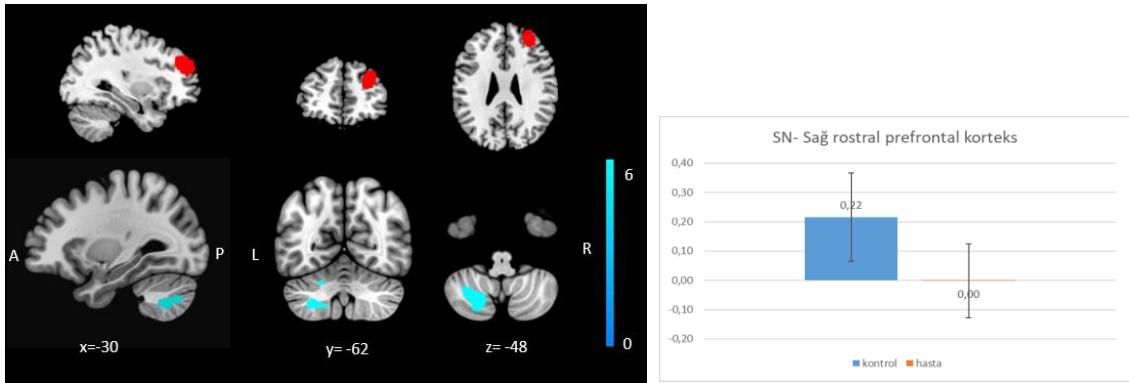 A
P
L
R
6
0
x=-30
y= -62
z= -48
SN- Sağ rostral prefrontal korteks
0,40
0,30
0,20
0,10
0,00
-0,10
-0,20
0,22
0,00
kontrol
hasta